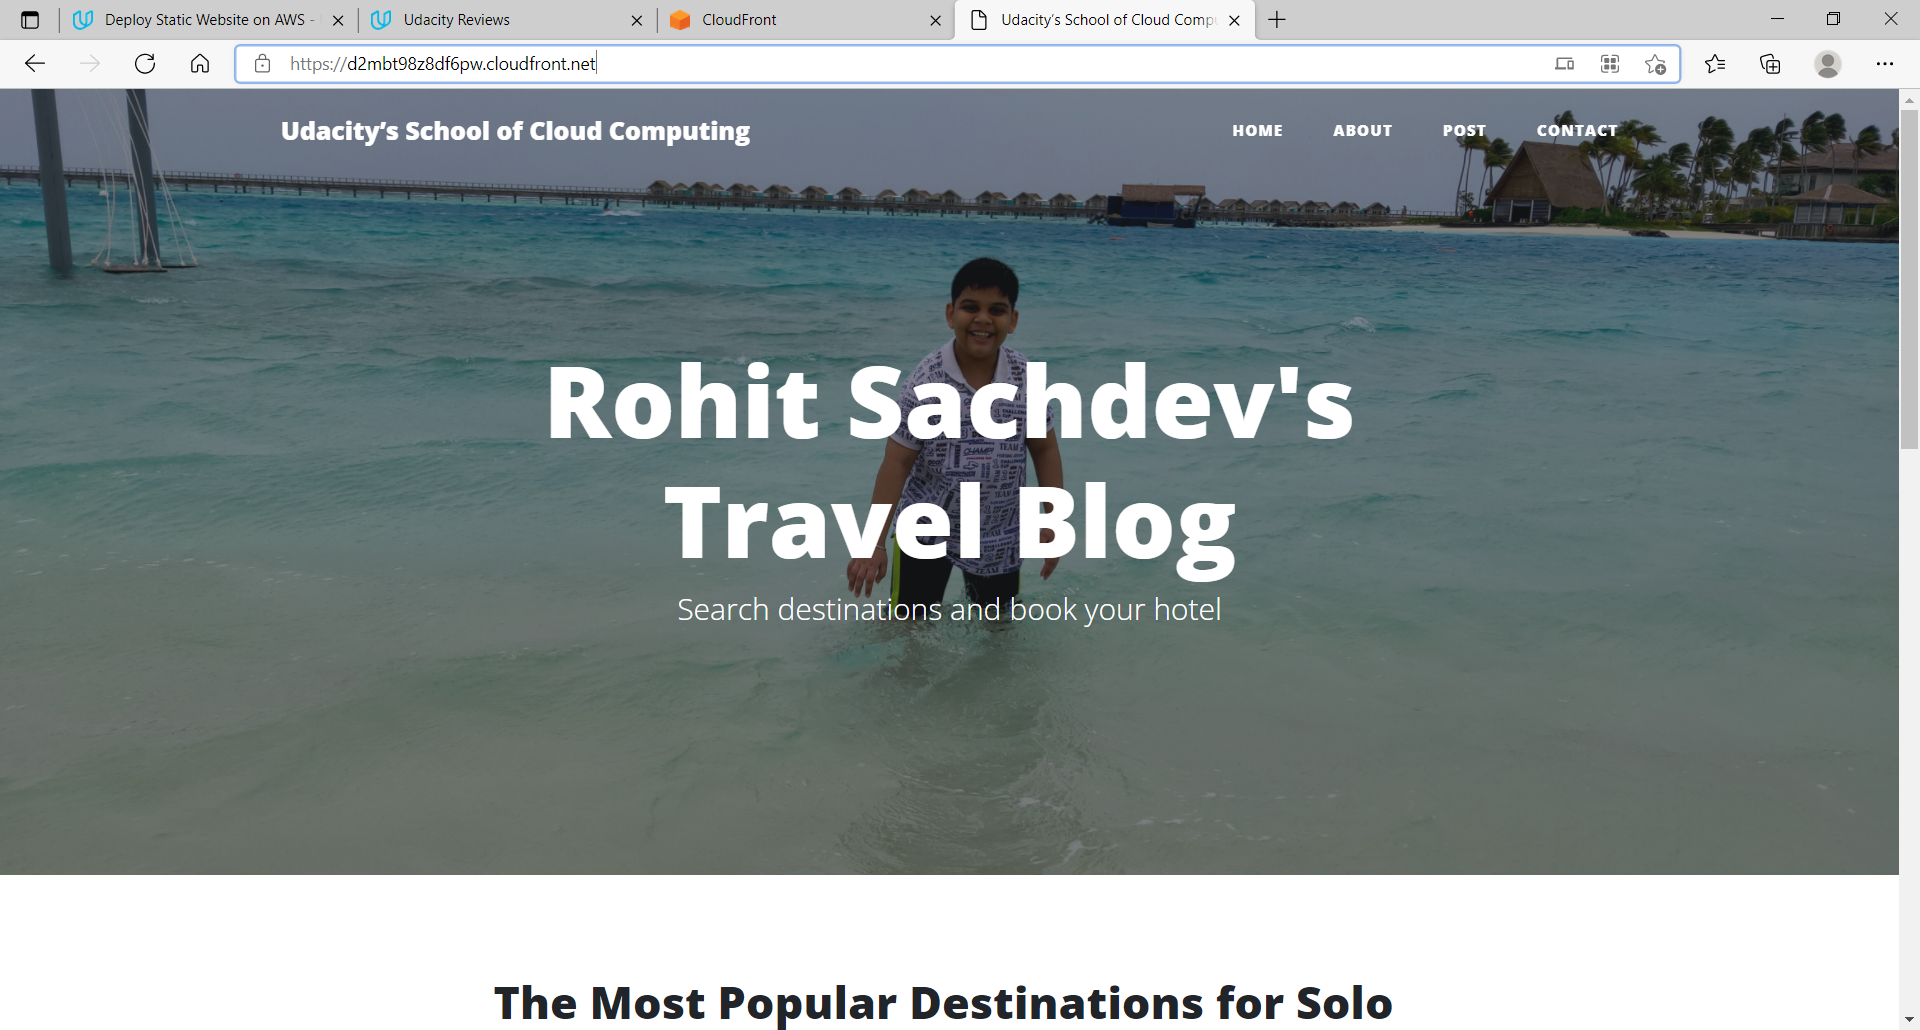 Deploy Static Website on AWS -
Udacity Reviews
CloudFront
Udacity's School of Cloud Compu
https://d2mbt98z8df6pw.cloudfront.net
Udacity’s School of Cloud Computing
HOME
ABOUT
POST
CONTACT
Rohit Sachdev's
Travel Blog
Search destinations and book your hotel
The Most Popular Destinations for Solo